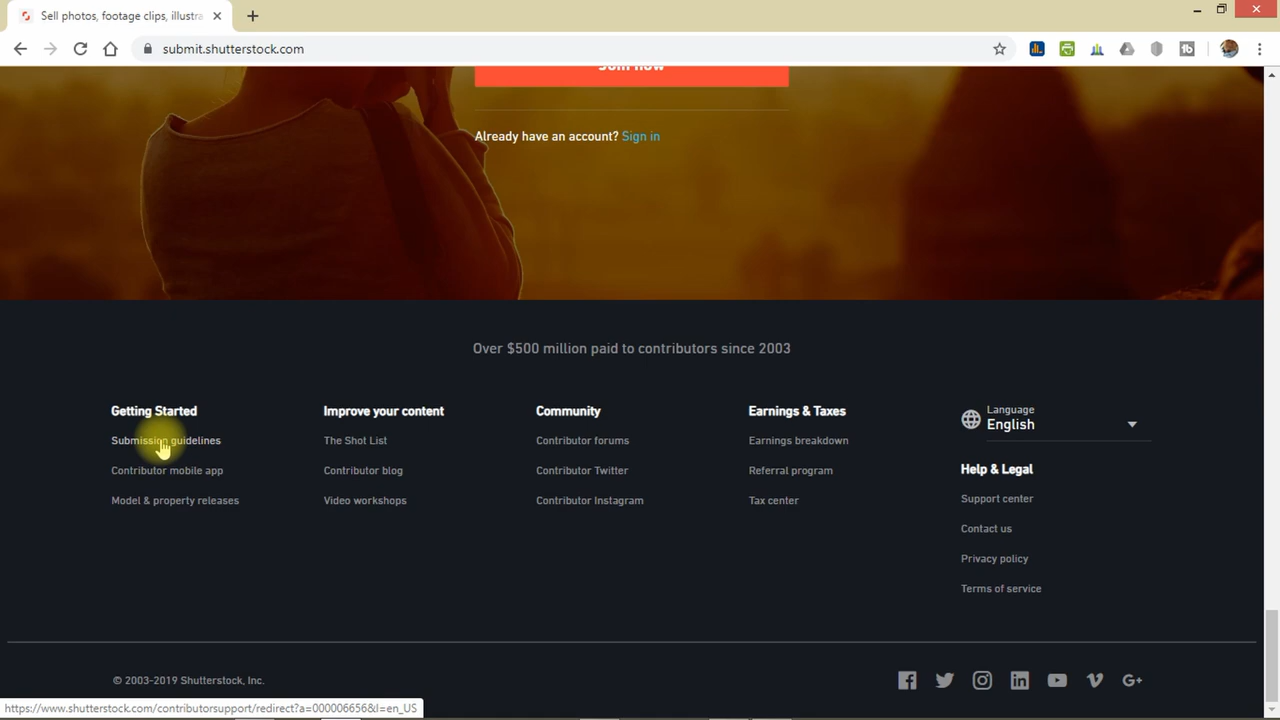 Sell photos, footage clips, illustra
submit.shutterstock.com
Join now
Already have an account? Sign in
Over $500 million paid to contributors since 2003
Getting Started
Submission guidelines
Contributor mobile app
Model & property releases
Improve your content
The Shot List
Contributor blog
Video workshops
Community
Contributor forums
Contributor Twitter
Contributor Instagram
Earnings & Taxes
Earnings breakdown
Referral program
Tax center
Language
English
Help & Legal
Support center
Contact us
Privacy policy
Terms of service
© 2003-2019 Shutterstock, Inc.
https://www.shutterstock.com/contributorsupport/redirect?a=000006656&l=en_US